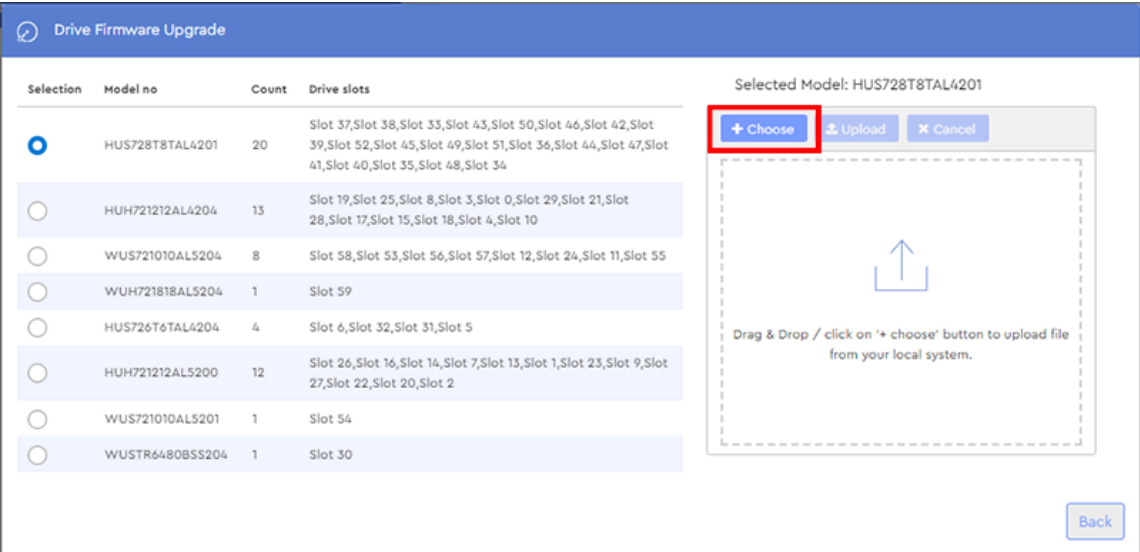 Drive Firmware Upgrade
Selection Model no Count Drive slots
HUS728T8TAL4201 20 Slot 37,Slot 38,Slot 33,Slot 43,Slot 50,Slot 46,Slot 42,Slot
39,Slot 52,Slot 45,Slot 49,Slot 51,Slot 36,Slot 44,Slot 47,Slot
41,Slot 40,Slot 35,Slot 48,Slot 34
HUH721212AL4204 13 Slot 19,Slot 25,Slot 8,Slot 3,Slot 0,Slot 29,Slot 21,Slot
28,Slot 17,Slot 15,Slot 18,Slot 4,Slot 10
WUS721010AL5204 8 Slot 58,Slot 53,Slot 56,Slot 57,Slot 12,Slot 24,Slot 11,Slot 55
WUH721818AL5204 1 Slot 59
HUS726T6TAL4204 4 Slot 6,Slot 32,Slot 31,Slot 5
HUH721212AL5200 12 Slot 26,Slot 16,Slot 14,Slot 7,Slot 13,Slot 1,Slot 23,Slot 9,Slot
27,Slot 22,Slot 20,Slot 2
WUS721010AL5201 1 Slot 54
WUSTR6480BSS204 1 Slot 30
Selected Model: HUS728T8TAL4201
+ Choose Upload × Cancel
Drag & Drop / click on '+ choose' button to upload file
from your local system.
Back